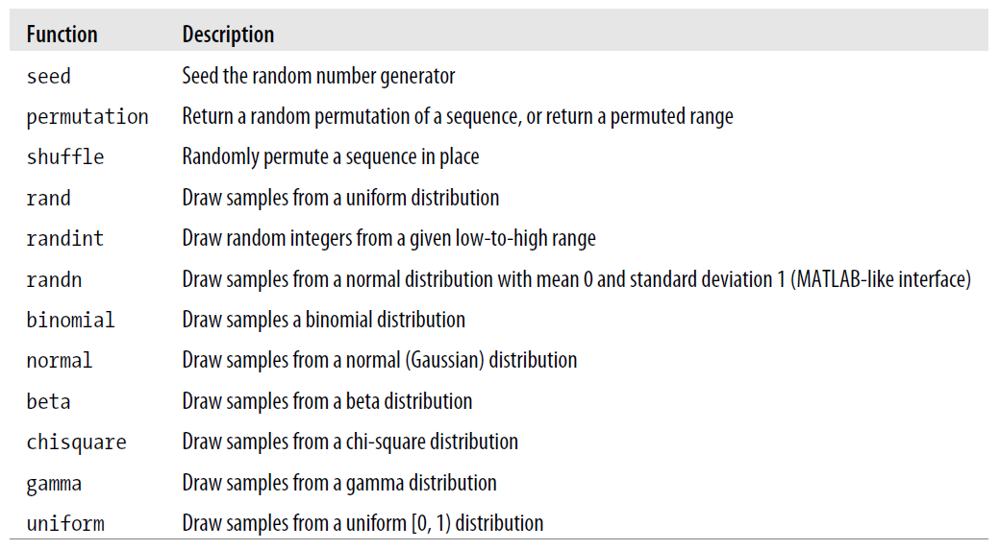 Function Description
seed Seed the random number generator
permutation Return a random permutation of a sequence, or return a permuted range
shuffle Randomly permute a sequence in place
rand Draw samples from a uniform distribution
randint Draw random integers from a given low-to-high range
randn Draw samples from a normal distribution with mean 0 and standard deviation 1 (MATLAB-like interface)
binomial Draw samples a binomial distribution
normal Draw samples from a normal (Gaussian) distribution
beta Draw samples from a beta distribution
chisquare Draw samples from a chi-square distribution
gamma Draw samples from a gamma distribution
uniform Draw samples from a uniform [0, 1) distribution